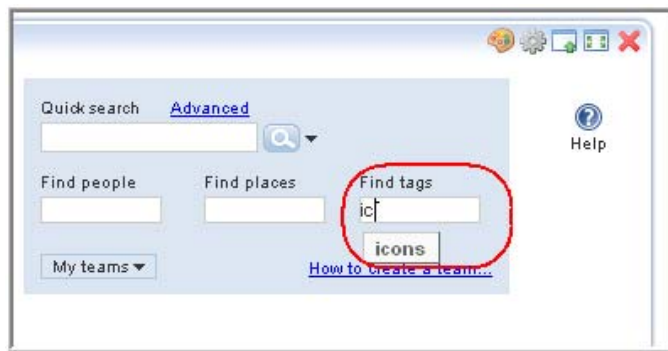 Quick search Advanced
Help
Find people Find places Find tags
ic
icons
My teams How to create a team...